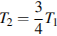 T₂ = 3/4 T₁